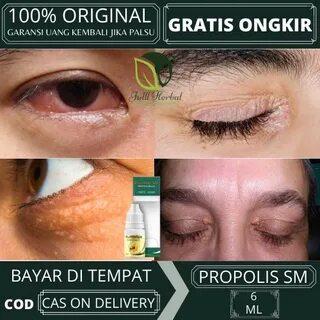 100% ORIGINAL
GARANSI UANG KEMBALI JIKA PALSU
GRATIS ONGKIR
Jelli Herbal
BAYAR DI TEMPAT
COD CAS ON DELIVERY
PROPOLIS SM
6
ML